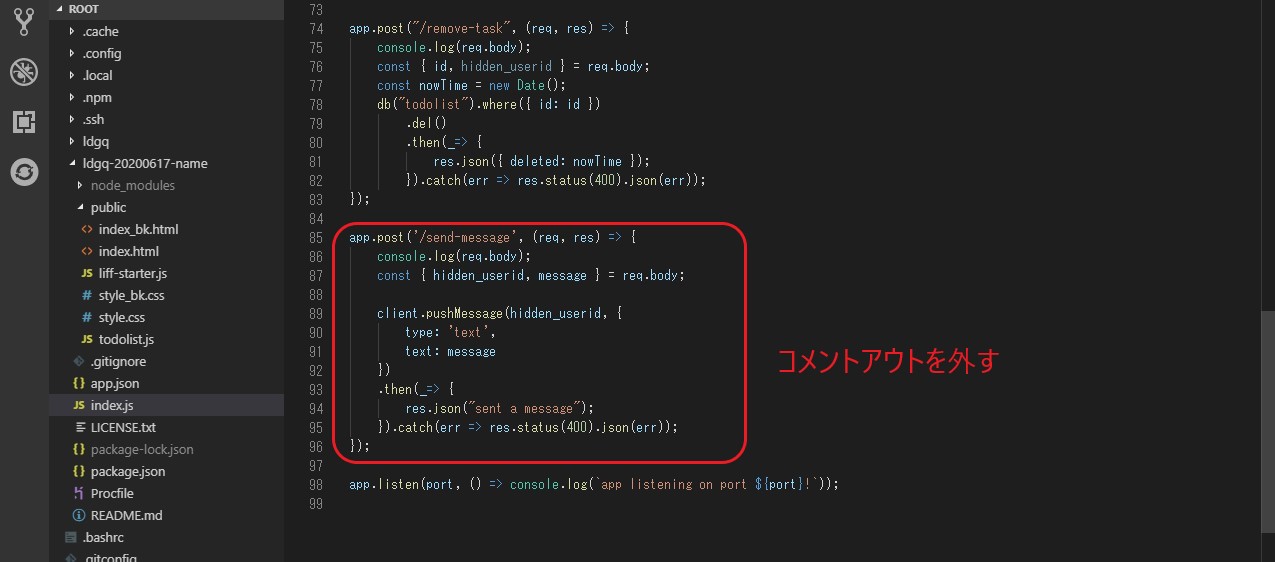 ROOT
.cache
.config
.local
.npm
.ssh
ldgq
ldgq-20200617-name
node_modules
public
<> index_bk.html
<> index.html
JS liff-starter.js
# style_bk.css
# style.css
JS todolist.js
.gitignore
{} app.json
JS index.js
LICENSE.txt
{} package-lock.json
{} package.json
Procfile
README.md
.bashrc
.gitconfig
73
74 app.post("/remove-task", (req, res) => {
75 console.log(req.body);
76 const { id, hidden_userid } = req.body;
77 const nowTime = new Date();
78 db("todolist").where({ id: id })
79 .del()
80 .then(_=> {
81 res.json({ deleted: nowTime });
82 }).catch(err => res.status(400).json(err));
83 });
84
85 app.post('/send-message', (req, res) => {
86 console.log(req.body);
87 const { hidden_userid, message } = req.body;
88
89 client.pushMessage(hidden_userid, {
90 type: 'text',
91 text: message
92 })
93 .then(_=> {
94 res.json("sent a message");
95 }).catch(err => res.status(400).json(err));
96 });
97
98 app.listen(port, () => console.log(`app listening on port ${port}!`));
99
コメントアウトを外す